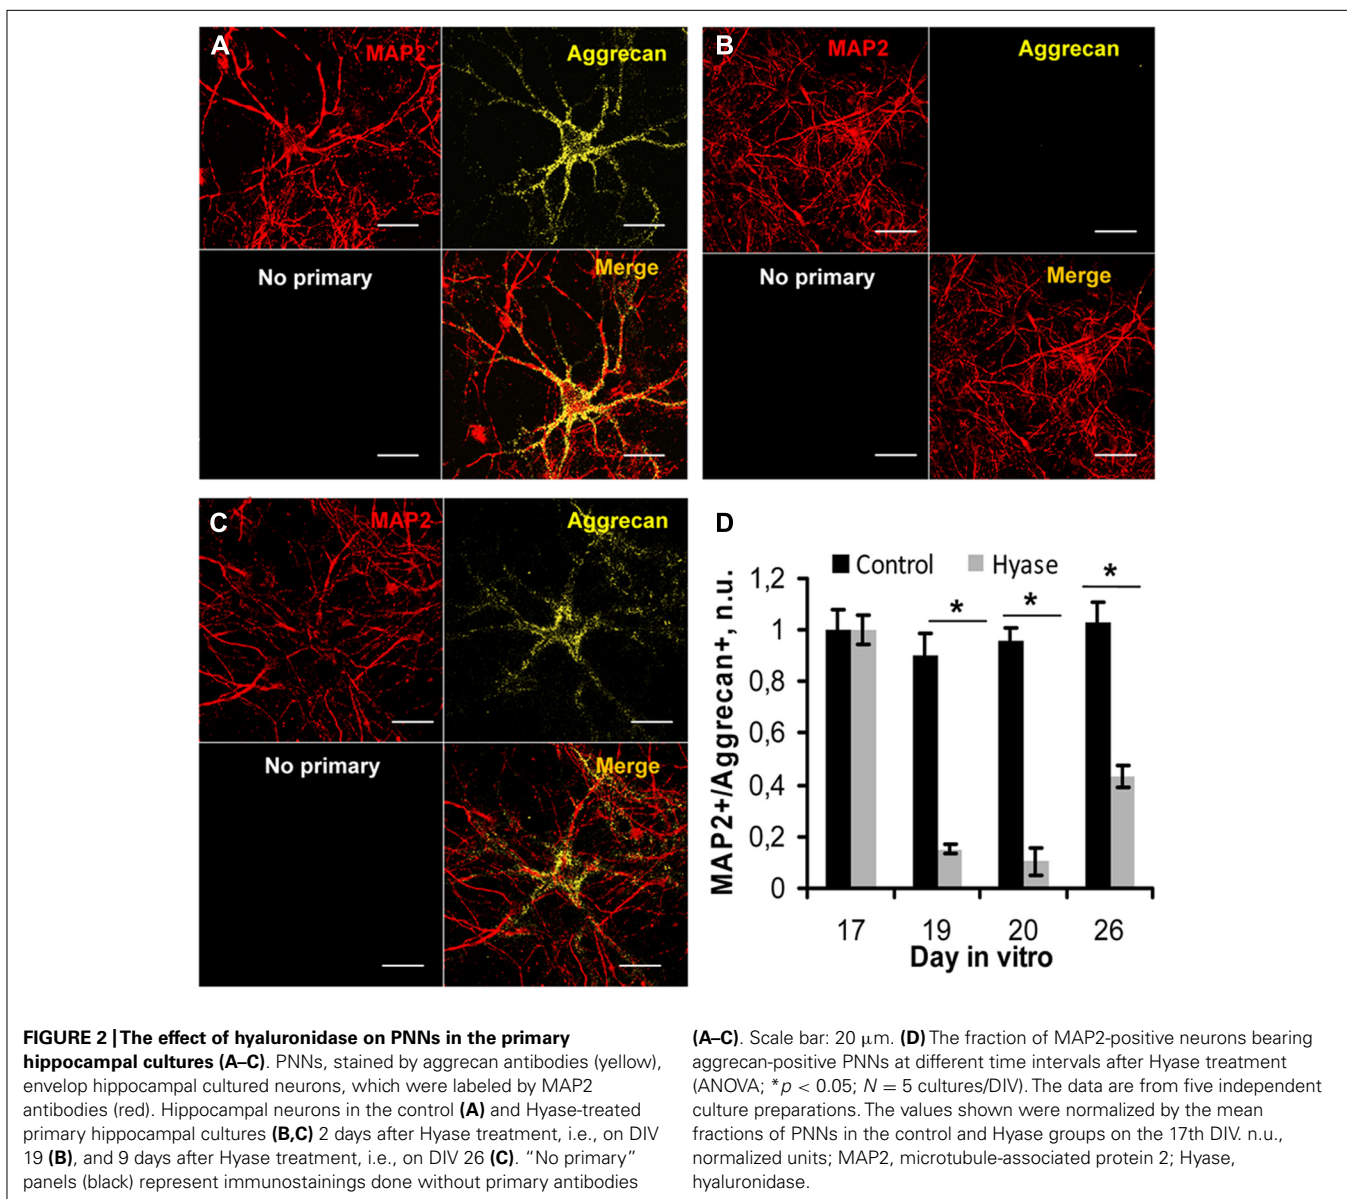 A
MAP2
Aggrecan
No primary
Merge
B
MAP2
Aggrecan
No primary
Merge
C
MAP2
Aggrecan
No primary
Merge
D
Control Hyase
MAP2+/Aggrecan+, n.u.
1,2
1
0,8
0,6
0,4
0,2
0
*
*
*
17 19 20 26
Day in vitro
FIGURE 2 | The effect of hyaluronidase on PNNs in the primary
hippocampal cultures (A–C). PNNs, stained by aggrecan antibodies (yellow),
envelop hippocampal cultured neurons, which were labeled by MAP2
antibodies (red). Hippocampal neurons in the control (A) and Hyase-treated
primary hippocampal cultures (B,C) 2 days after Hyase treatment, i.e., on DIV
19 (B), and 9 days after Hyase treatment, i.e., on DIV 26 (C). “No primary”
panels (black) represent immunostainings done without primary antibodies
(A–C). Scale bar: 20 μm. (D) The fraction of MAP2-positive neurons bearing
aggrecan-positive PNNs at different time intervals after Hyase treatment
(ANOVA; *p < 0.05; N = 5 cultures/DIV). The data are from five independent
culture preparations. The values shown were normalized by the mean
fractions of PNNs in the control and Hyase groups on the 17th DIV. n.u.,
normalized units; MAP2, microtubule-associated protein 2; Hyase,
hyaluronidase.